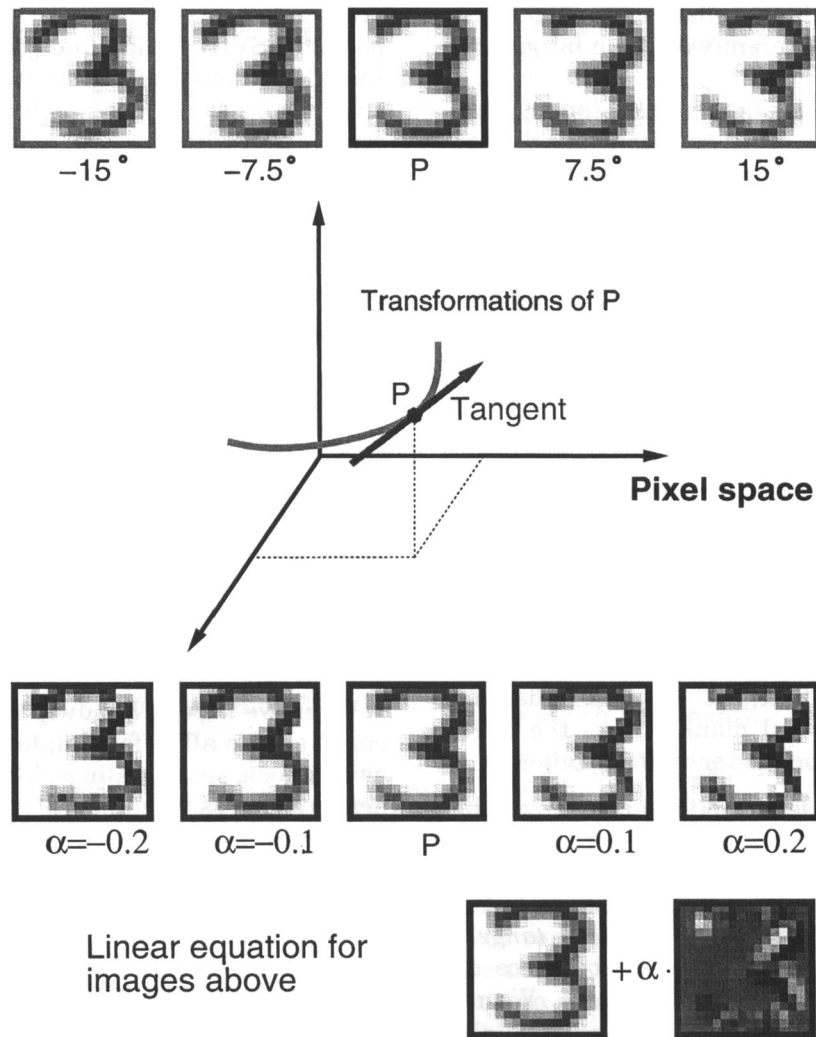 −15° −7.5° P 7.5° 15°
Transformations of P
P
Tangent
Pixel space
α=−0.2 α=−0.1 P α=0.1 α=0.2
Linear equation for
images above
+α·